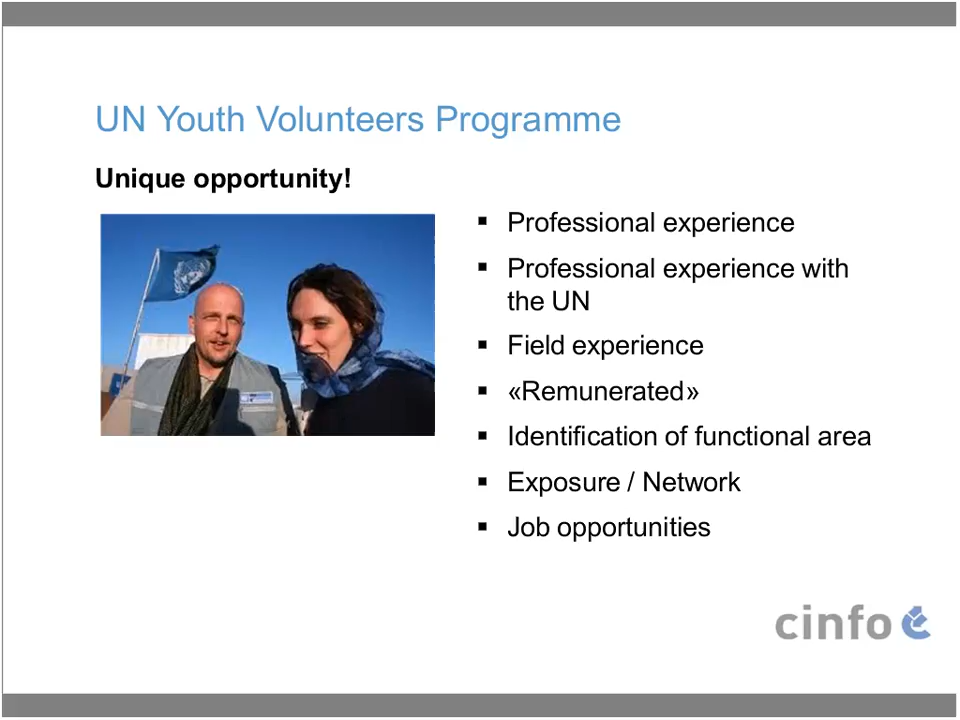 UN Youth Volunteers Programme
Unique opportunity!
▪ Professional experience
▪ Professional experience with
the UN
▪ Field experience
▪ «Remunerated»
▪ Identification of functional area
▪ Exposure / Network
▪ Job opportunities
cinfo